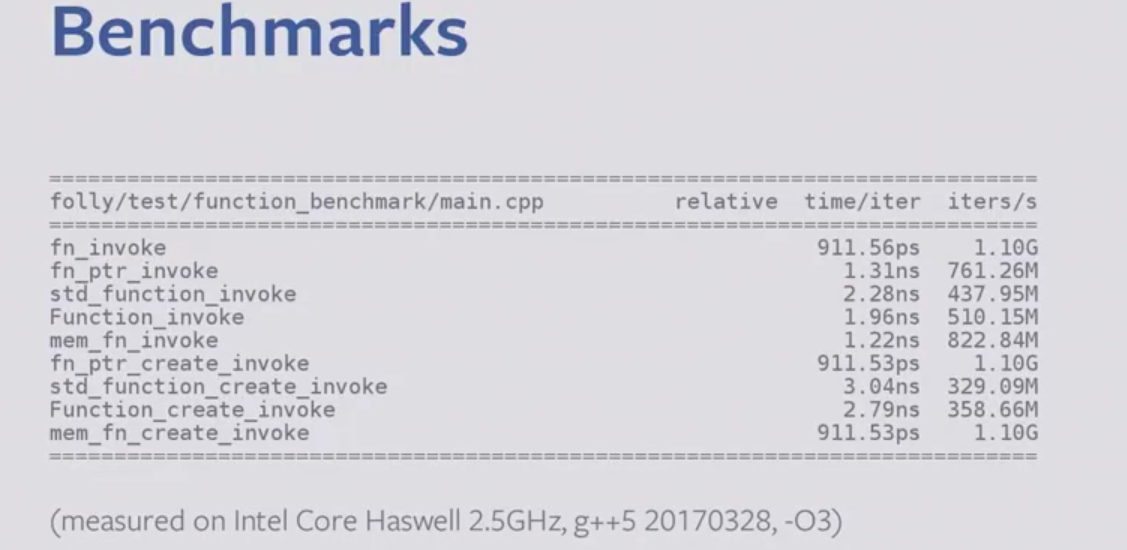 Benchmarks
============================================================================
folly/test/function_benchmark/main.cpp relative time/iter iters/s
============================================================================
fn_invoke 911.56ps 1.10G
fn_ptr_invoke 1.31ns 761.26M
std_function_invoke 2.28ns 437.95M
Function_invoke 1.96ns 510.15M
mem_fn_invoke 1.22ns 822.84M
fn_ptr_create_invoke 911.53ps 1.10G
std_function_create_invoke 3.04ns 329.09M
Function_create_invoke 2.79ns 358.66M
mem_fn_create_invoke 911.53ps 1.10G
============================================================================
(measured on Intel Core Haswell 2.5GHz, g++5 20170328, -O3)